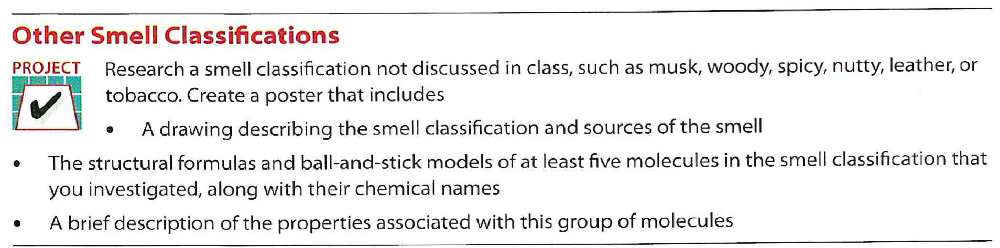 Other Smell Classifications
PROJECT
Research a smell classification not discussed in class, such as musk, woody, spicy, nutty, leather, or
tobacco. Create a poster that includes
• A drawing describing the smell classification and sources of the smell
• The structural formulas and ball-and-stick models of at least five molecules in the smell classification that
you investigated, along with their chemical names
• A brief description of the properties associated with this group of molecules